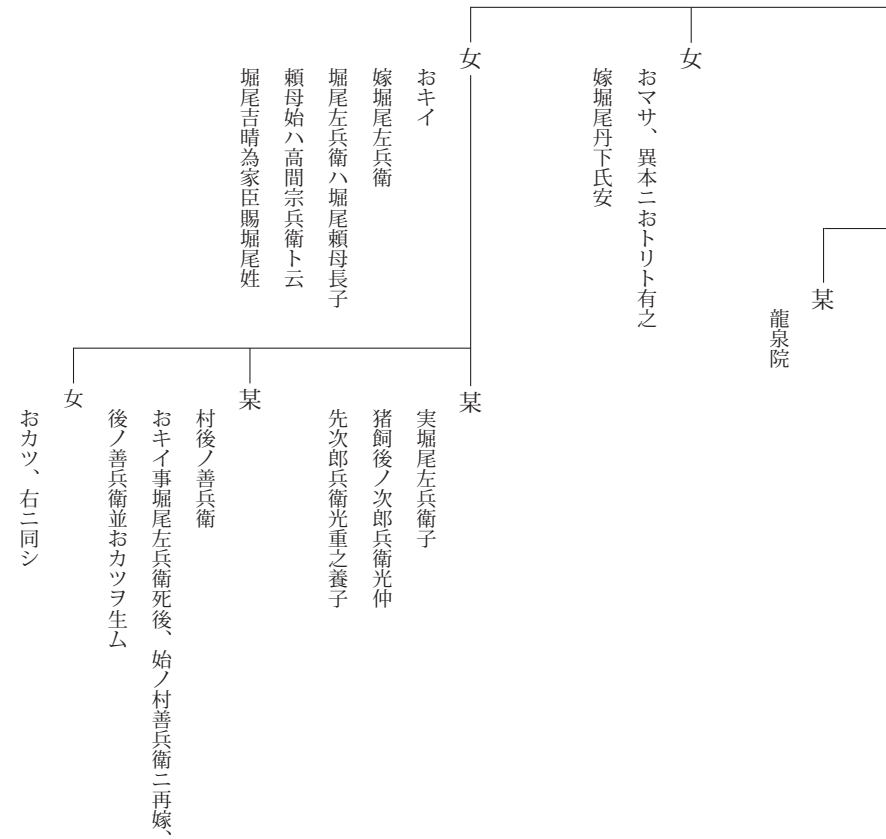 某
龍泉院
女
おマサ、異本ニおトリト有之
嫁堀尾丹下氏安
女
おキイ
嫁堀尾左兵衛
堀尾左兵衛ハ堀尾頼母長子
頼母始ハ高間宗兵衛ト云
堀尾吉晴為家臣賜堀尾姓
某
実堀尾左兵衛子
猪飼後ノ次郎兵衛光仲
先次郎兵衛光重之養子
某
村後ノ善兵衛
おキイ事堀尾左兵衛死後、始ノ村善兵衛ニ再嫁、
後ノ善兵衛並おカツヲ生ム
女
おカツ、右ニ同シ